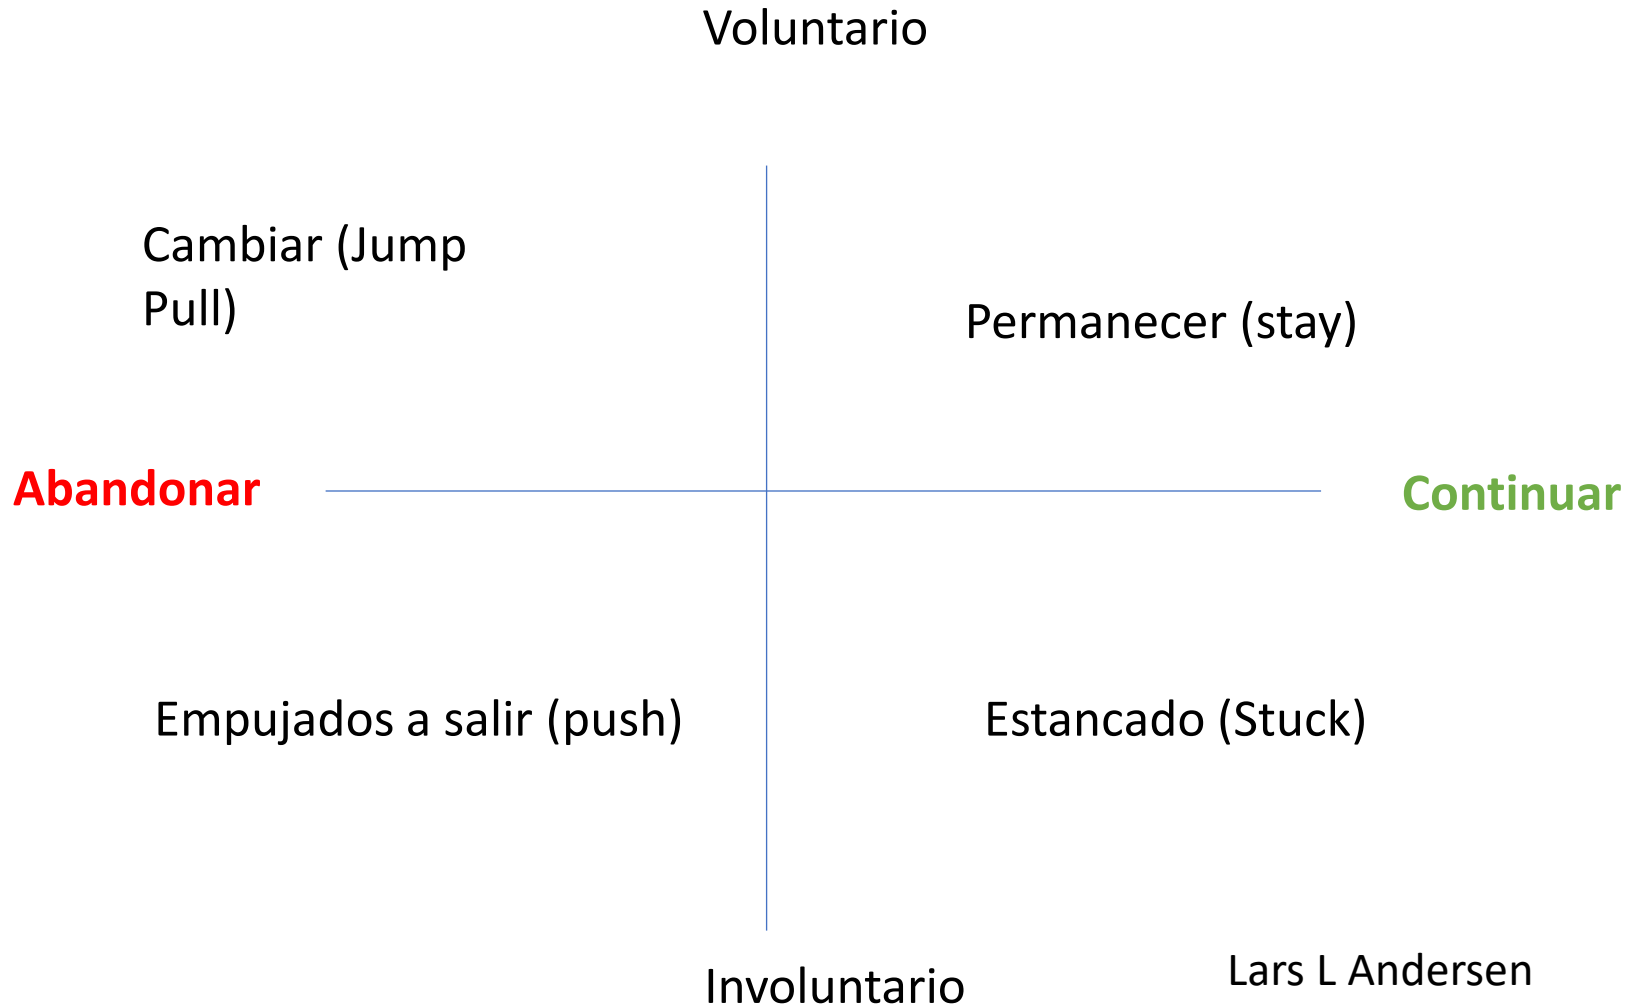 Voluntario
Cambiar (Jump
Pull)
Permanecer (stay)
Abandonar
Continuar
Empujados a salir (push)
Estancado (Stuck)
Involuntario
Lars L Andersen